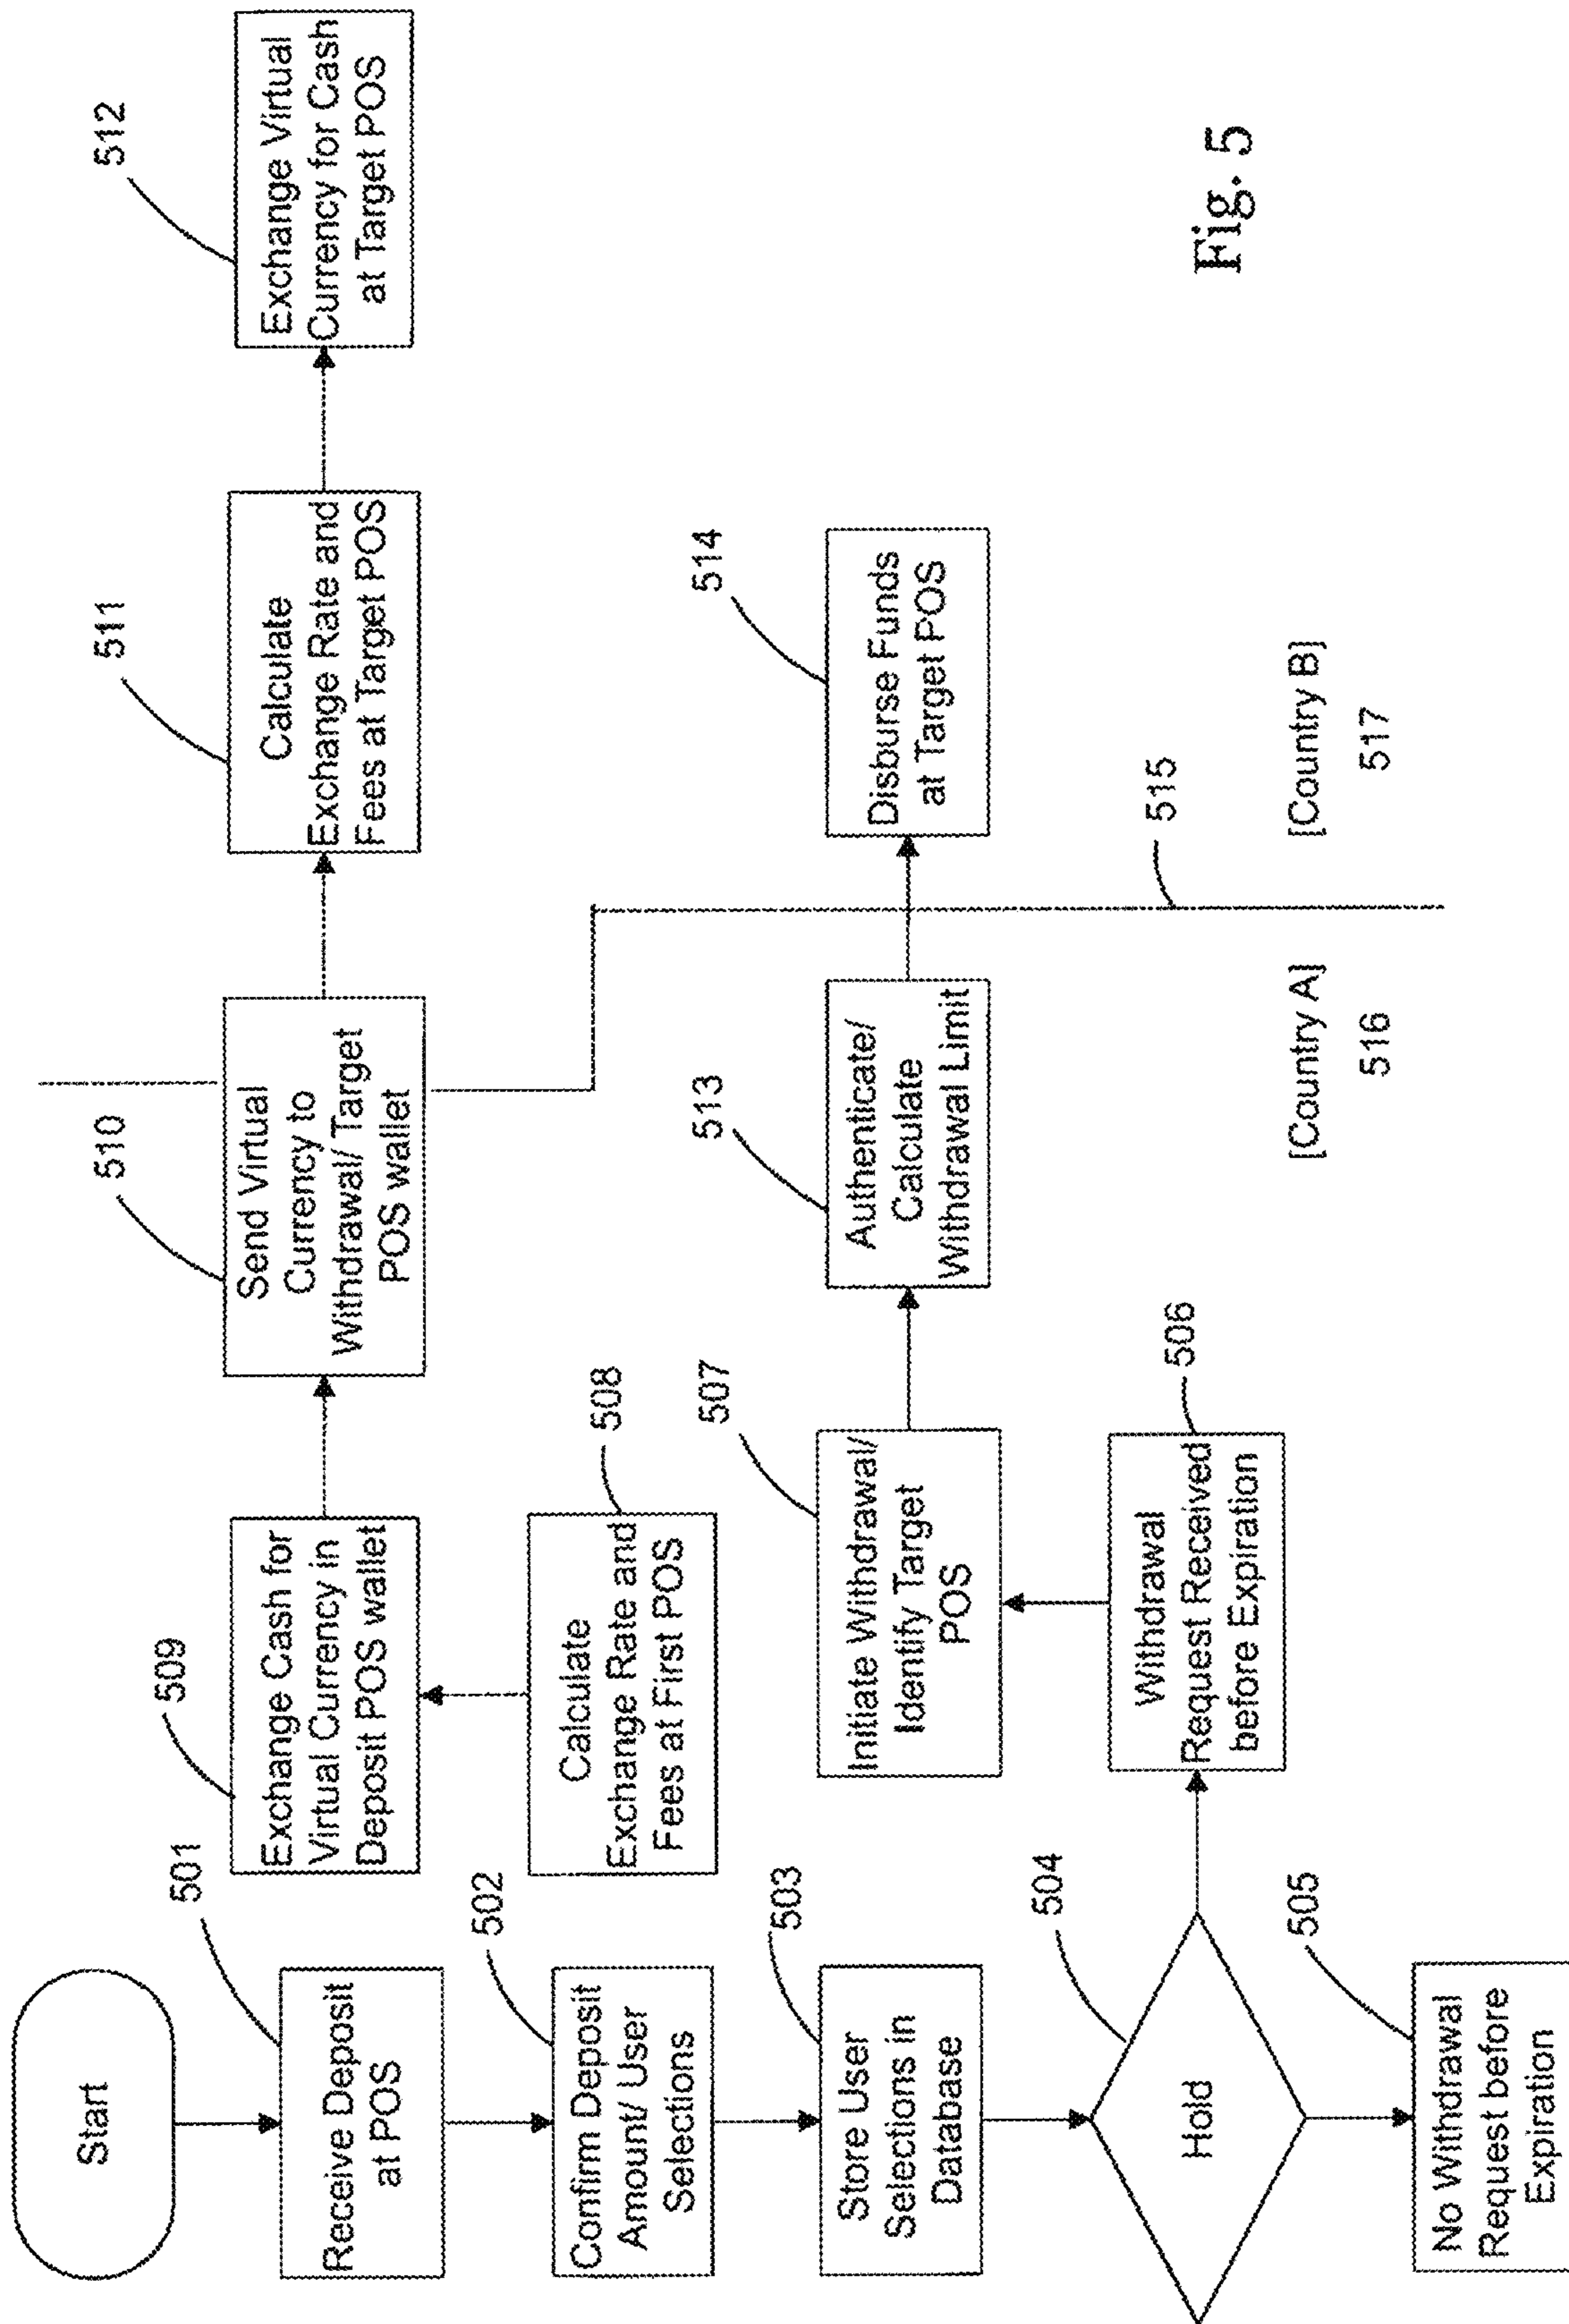 Start
501
Receive Deposit
at POS
502
Confirm Deposit
Amount/ User
Selections
503
Store User
Selections in
Database
504
Hold
505
No Withdrawal
Request before
Expiration
509
Exchange Cash for
Virtual Currency in
Deposit POS wallet
508
Calculate
Exchange Rate and
Fees at First POS
507
Initiate Withdrawal/
Identify Target
POS
506
Withdrawal
Request Received
before Expiration
510
Send Virtual
Currency to
Withdrawal/ Target
POS wallet
513
Authenticate/
Calculate
Withdrawal Limit
[Country A]
516
511
Calculate
Exchange Rate and
Fees at Target POS
514
Disburse Funds
at Target POS
515
[Country B]
517
512
Exchange Virtual
Currency for Cash
at Target POS
Fig. 5